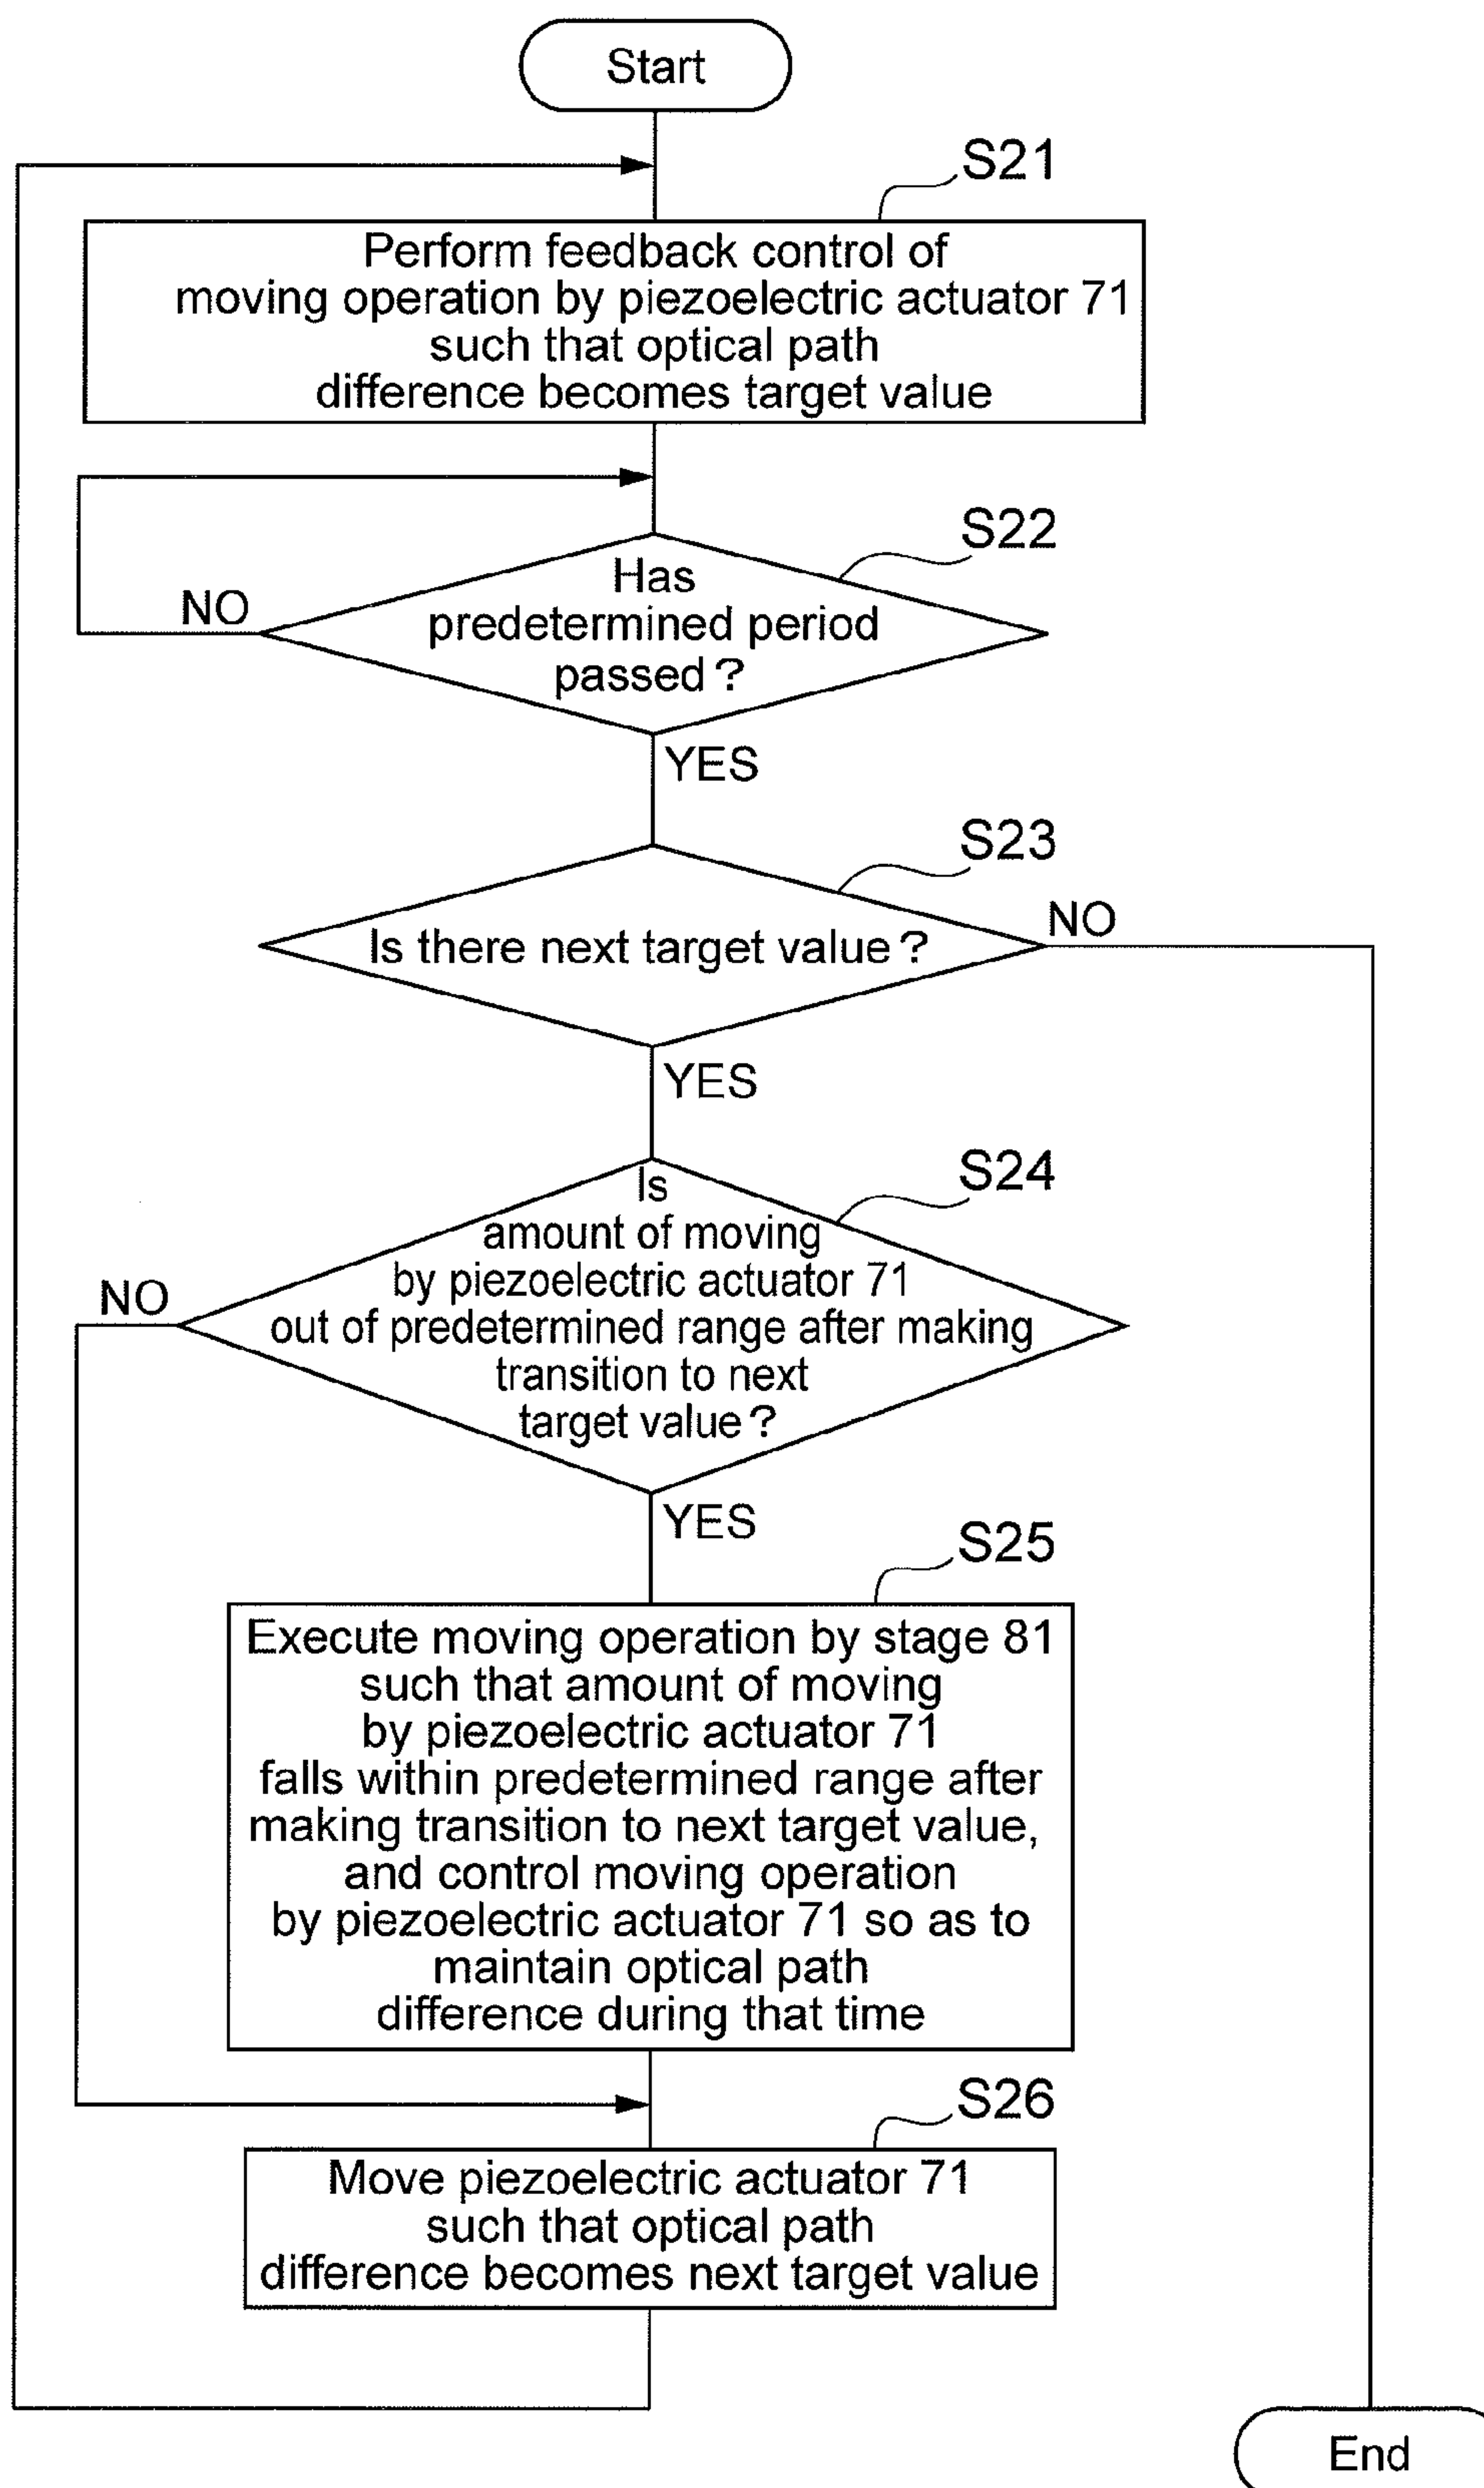 Start
S21
Perform feedback control of
moving operation by piezoelectric actuator 71
such that optical path
difference becomes target value
S22
Has
predetermined period
passed?
NO
YES
S23
Is there next target value?
NO
YES
S24
Is
amount of moving
by piezoelectric actuator 71
out of predetermined range after making
transition to next
target value?
NO
YES
S25
Execute moving operation by stage 81
such that amount of moving
by piezoelectric actuator 71
falls within predetermined range after
making transition to next target value,
and control moving operation
by piezoelectric actuator 71 so as to
maintain optical path
difference during that time
S26
Move piezoelectric actuator 71
such that optical path
difference becomes next target value
End